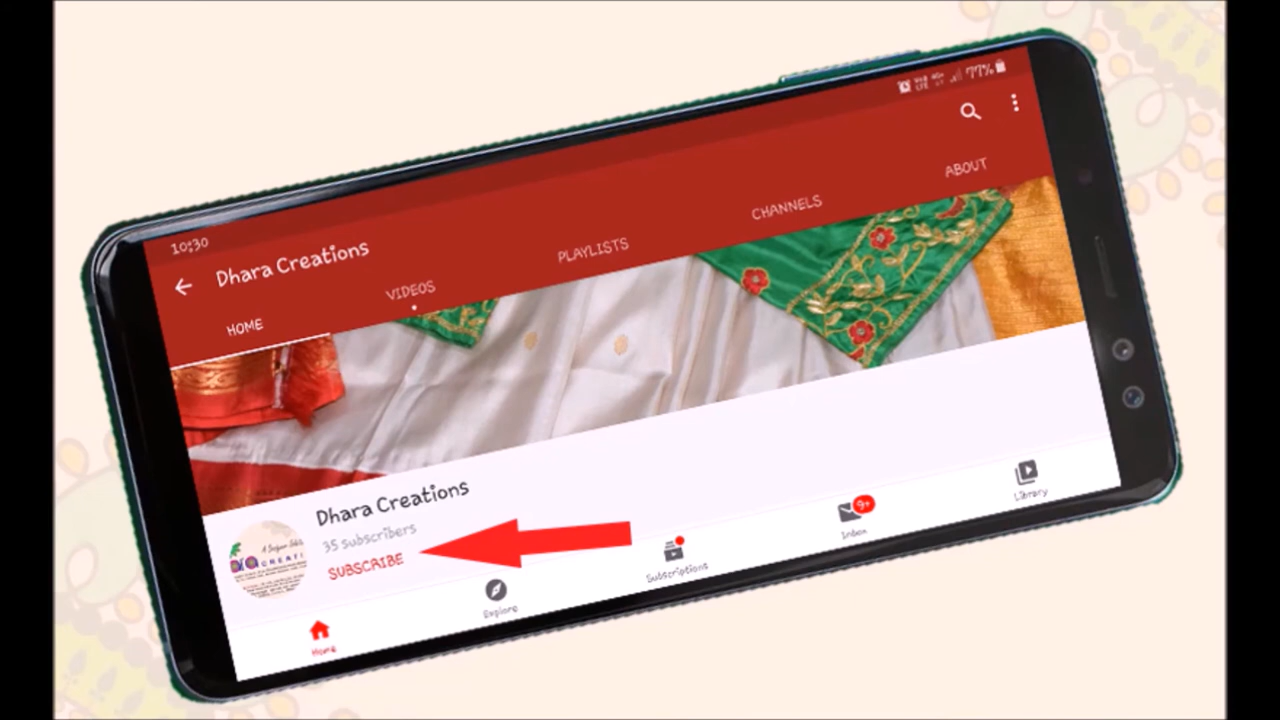 10:30
77%
Dhara Creations
HOME
VIDEOS
PLAYLISTS
CHANNELS
ABOUT
Dhara Creations
35 subscribers
SUBSCRIBE
Home
Explore
Subscriptions
9+
Inbox
Library